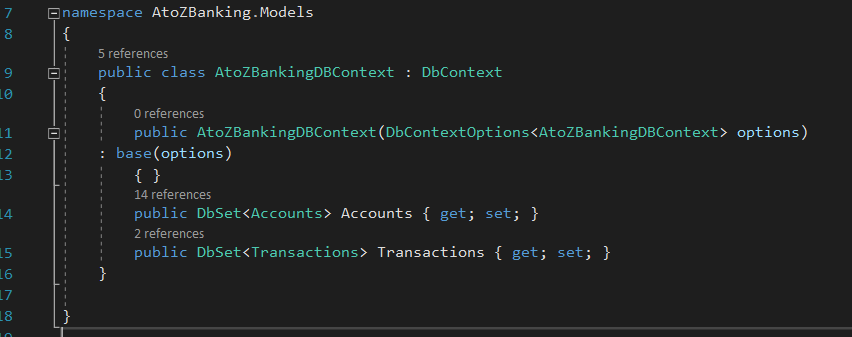 7 namespace AtoZBanking.Models
8 {
5 references
9 public class AtoZBankingDBContext : DbContext
10 {
0 references
11 public AtoZBankingDBContext(DbContextOptions<AtoZBankingDBContext> options)
12 : base(options)
13 { }
14 references
14 public DbSet<Accounts> Accounts { get; set; }
2 references
15 public DbSet<Transactions> Transactions { get; set; }
16 }
17
18 }